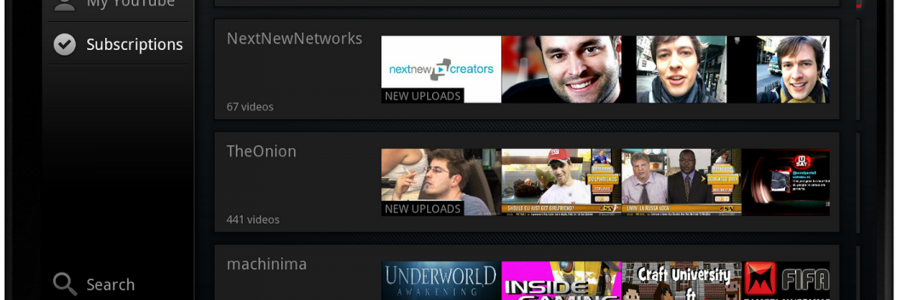 My YouTube
Subscriptions
Search
NextNewNetworks
67 videos
nextnew creators
NEW UPLOADS
TheOnion
441 videos
NEW UPLOADS
machinima
UNDERWORLD
AWAKENING
INSIDE
GAMING
Craft University
ft
FIFA